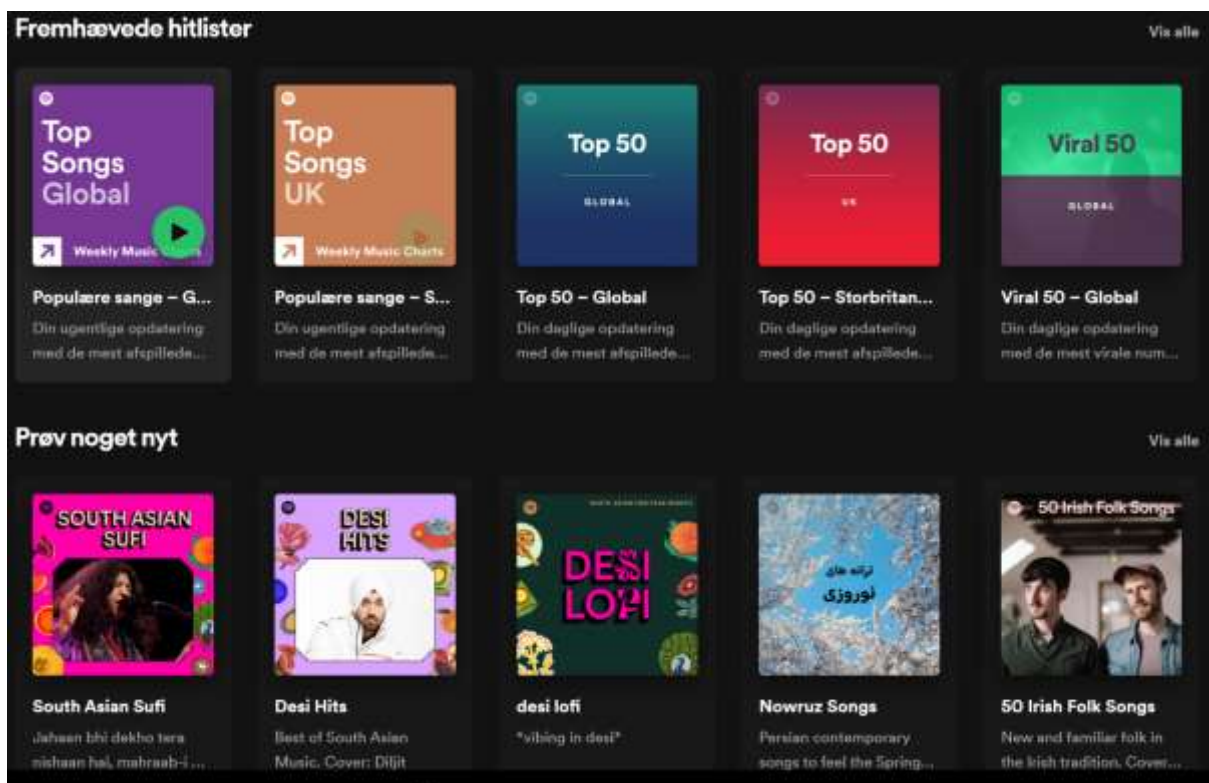 Fremhævede hitlister
Vis alle
Top
Songs
Global
Weekly Music Charts
Top
Songs
UK
Weekly Music Charts
Top 50
GLOBAL
Top 50
UK
Viral 50
GLOBAL
Populære sange – G...
Populære sange – S...
Top 50 – Global
Top 50 – Storbritan...
Viral 50 – Global
Din ugentlige opdatering
med de mest afspillede...
Din ugentlige opdatering
med de mest afspillede...
Din daglige opdatering
med de mest afspillede...
Din daglige opdatering
med de mest afspillede...
Din daglige opdatering
med de mest virale num...
Prøv noget nyt
Vis alle
SOUTH ASIAN
SUFI
DESI
HITS
DESI
LOFI
ترانه های
نوروزی
50 Irish Folk Songs
South Asian Sufi
Desi Hits
desi lofi
Nowruz Songs
50 Irish Folk Songs
Jahaan bhi dekho tera
nishaan hai, mahraab-i ...
Best of South Asian
Music. Cover: Diljit
*vibing in desi*
Persian contemporary
songs to feel the Spring...
New and familiar folk in
the Irish tradition. Cover...